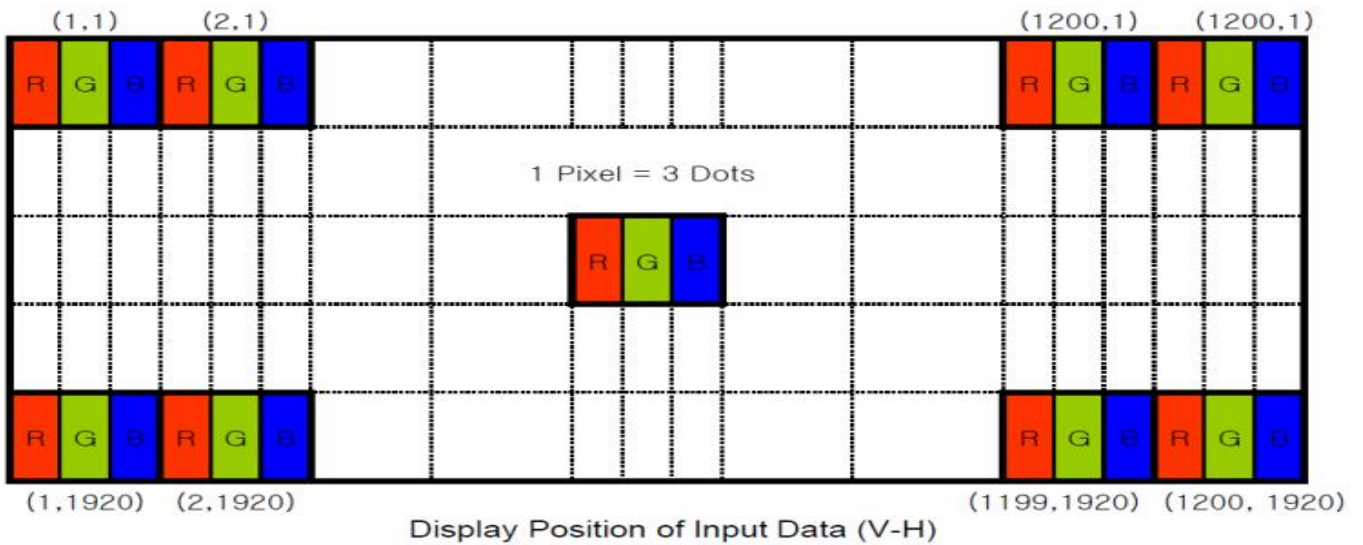 (1,1) (2,1) (1200,1) (1200,1)
R G B R G B R G B R G B
1 Pixel = 3 Dots
R G B
R G B R G B R G B R G B
(1,1920) (2,1920) (1199,1920) (1200, 1920)
Display Position of Input Data (V-H)